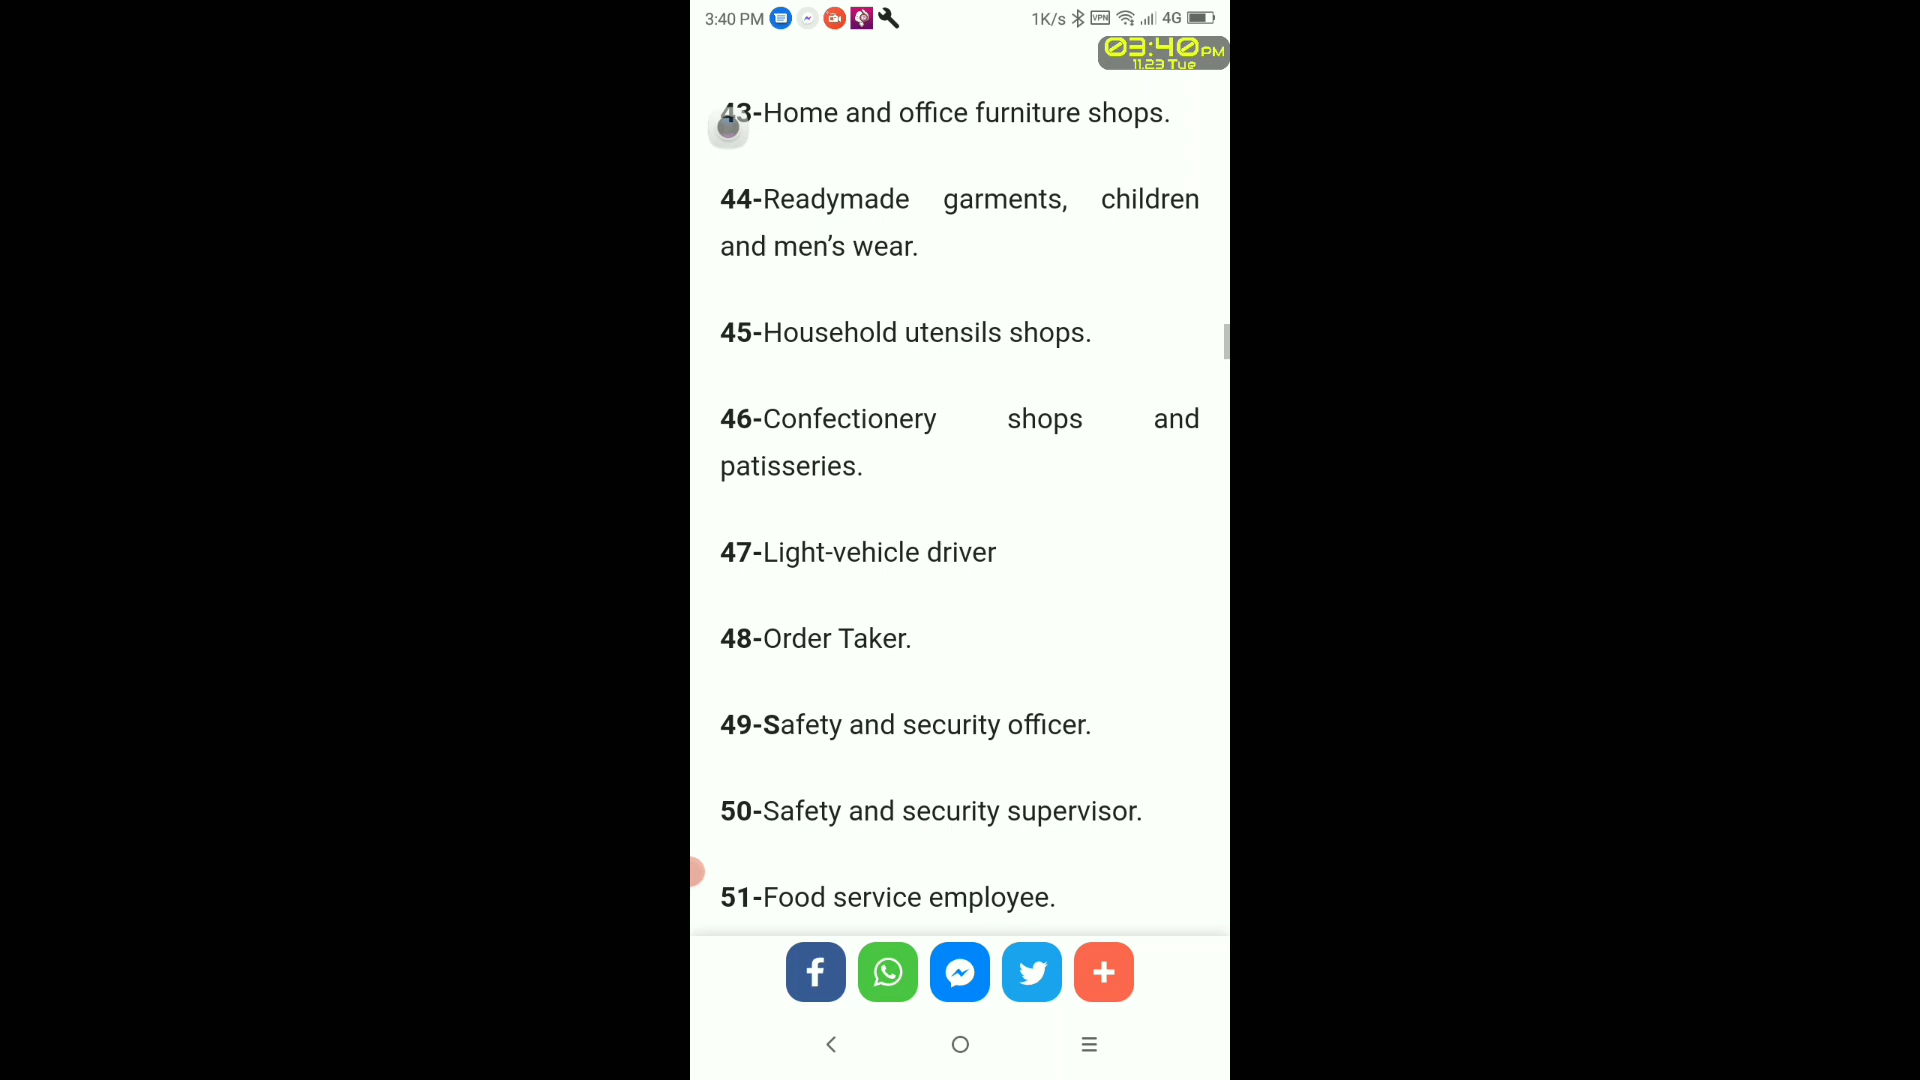 3:40 PM
1K/s VPN 4G
03:40 PM
11.23 Tue
43-Home and office furniture shops.
44-Readymade garments, children
and men’s wear.
45-Household utensils shops.
46-Confectionery shops and
patisseries.
47-Light-vehicle driver
48-Order Taker.
49-Safety and security officer.
50-Safety and security supervisor.
51-Food service employee.